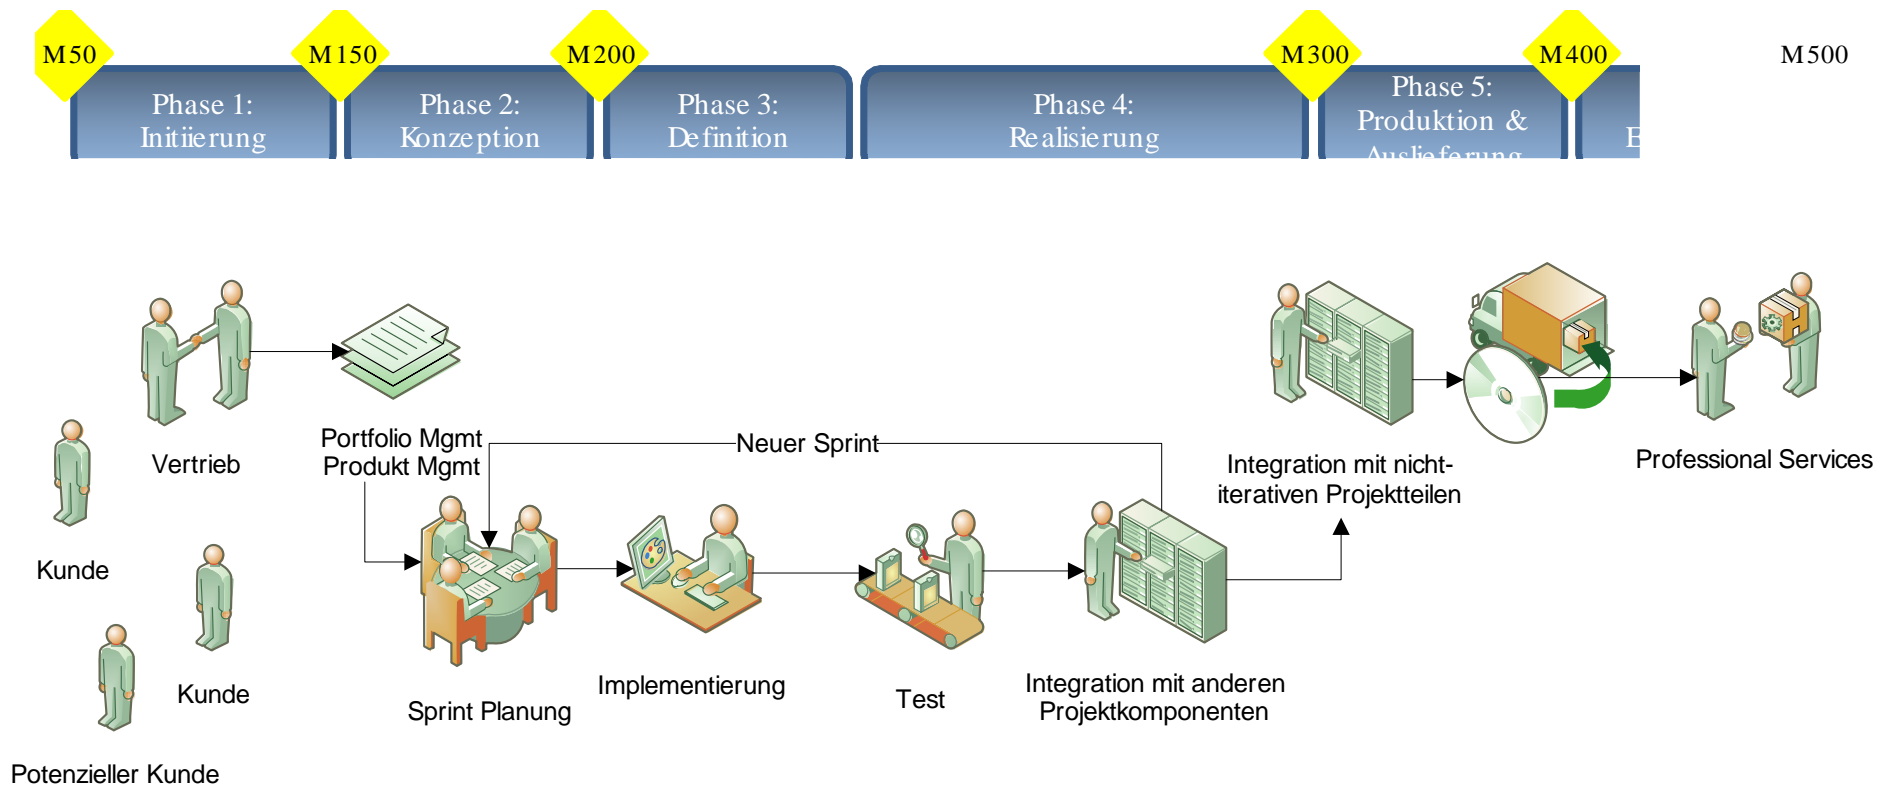 M50
M150
M200
M300
M400
M500
Phase 1:
Initiierung
Phase 2:
Konzeption
Phase 3:
Definition
Phase 4:
Realisierung
Phase 5:
Produktion &
Auslieferung
E
Vertrieb
Portfolio Mgmt
Produkt Mgmt
Neuer Sprint
Integration mit nicht-
iterativen Projektteilen
Professional Services
Kunde
Kunde
Potenzieller Kunde
Sprint Planung
Implementierung
Test
Integration mit anderen
Projektkomponenten